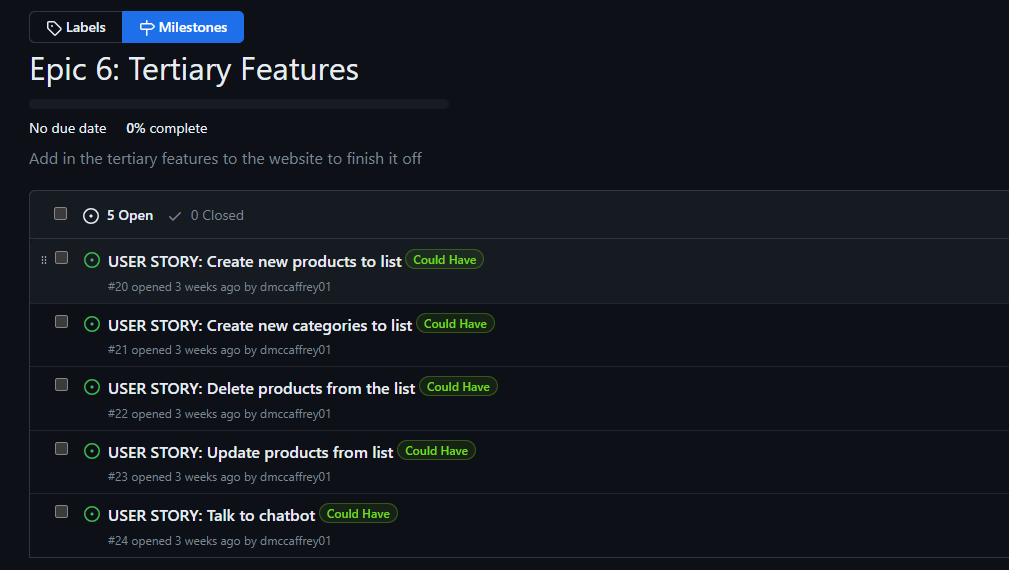 Labels Milestones
Epic 6: Tertiary Features
No due date 0% complete
Add in the tertiary features to the website to finish it off
5 Open 0 Closed
USER STORY: Create new products to list Could Have
#20 opened 3 weeks ago by dmccaffrey01
USER STORY: Create new categories to list Could Have
#21 opened 3 weeks ago by dmccaffrey01
USER STORY: Delete products from the list Could Have
#22 opened 3 weeks ago by dmccaffrey01
USER STORY: Update products from list Could Have
#23 opened 3 weeks ago by dmccaffrey01
USER STORY: Talk to chatbot Could Have
#24 opened 3 weeks ago by dmccaffrey01